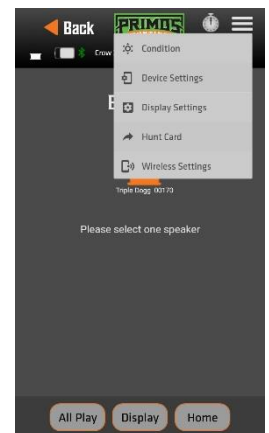 Back
PRIMOS
Crow
Condition
Device Settings
Display Settings
Hunt Card
Wireless Settings
Triple Dogg 00170
Please select one speaker
All Play
Display
Home